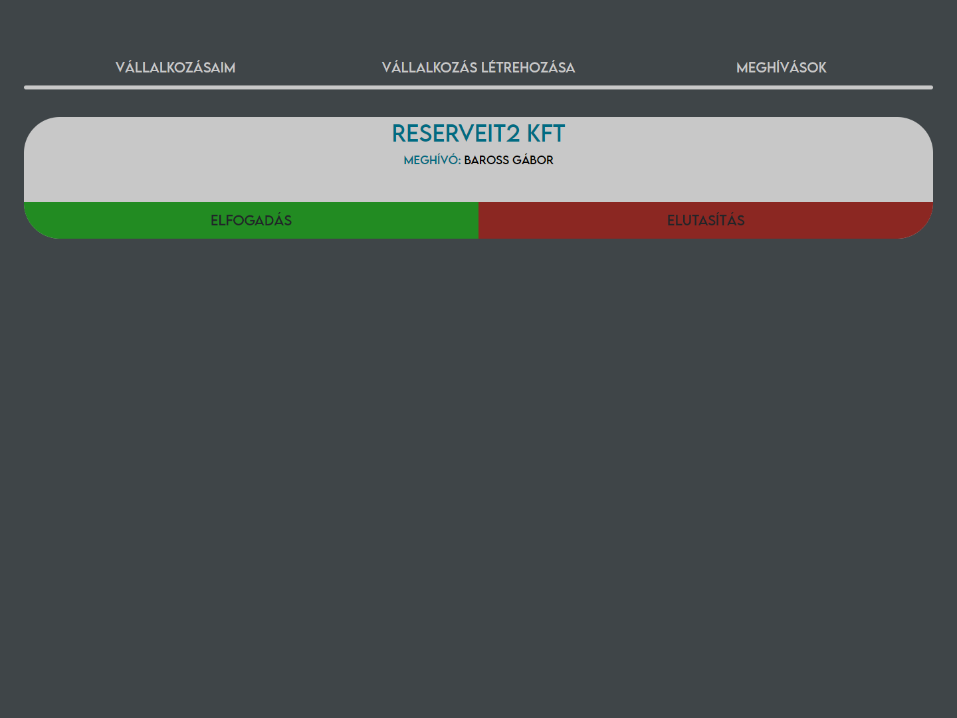 VÁLLALKOZÁSAIM
VÁLLALKOZÁS LÉTREHOZÁSA
MEGHÍVÁSOK
RESERVEIT2 KFT
MEGHÍVÓ: BAROSS GÁBOR
ELFOGADÁS
ELUTASÍTÁS